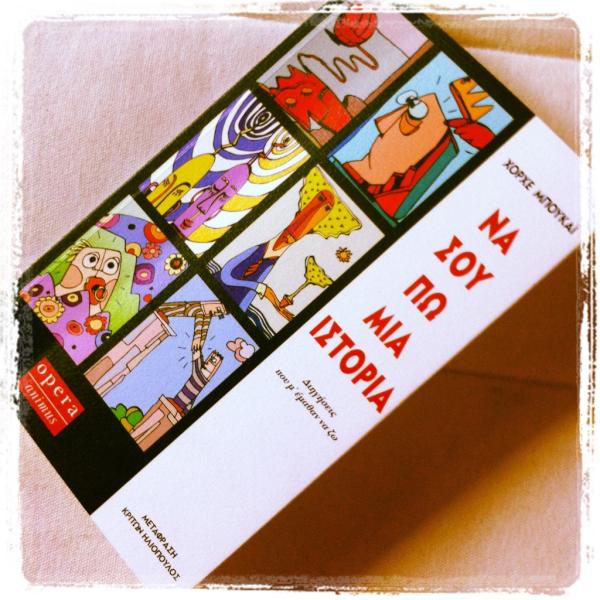 ΧΟΡΧΕ ΜΠΟΥΚΑΪ
ΝΑ
ΣΟΥ
ΠΩ
ΜΙΑ
ΙΣΤΟΡΙΑ
Διηγήσεις
που μ' έμαθαν να ζω
opera
animus
ΜΕΤΑΦΡΑΣΗ
ΚΡΙΤΩΝ ΗΛΙΟΠΟΥΛΟΣ